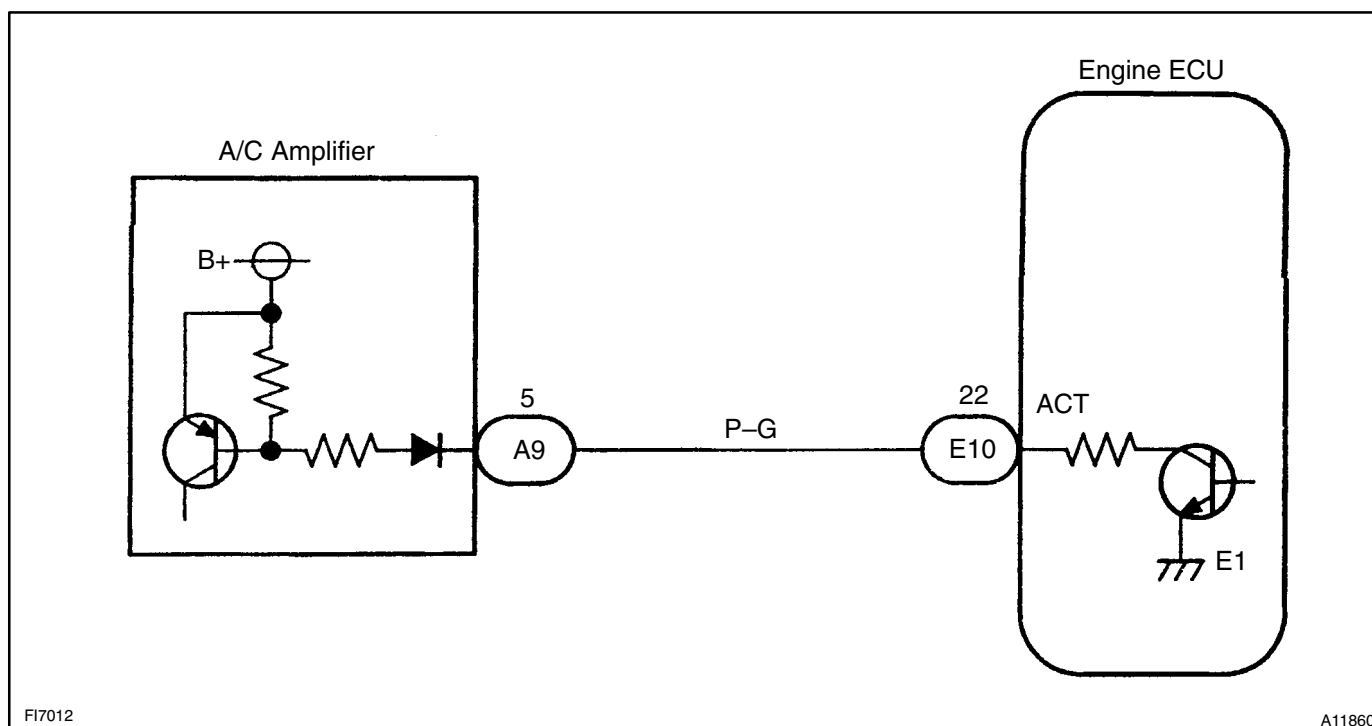 Engine ECU
A/C Amplifier
B+
5
A9
P–G
22
E10
ACT
E1
FI7012
A11860